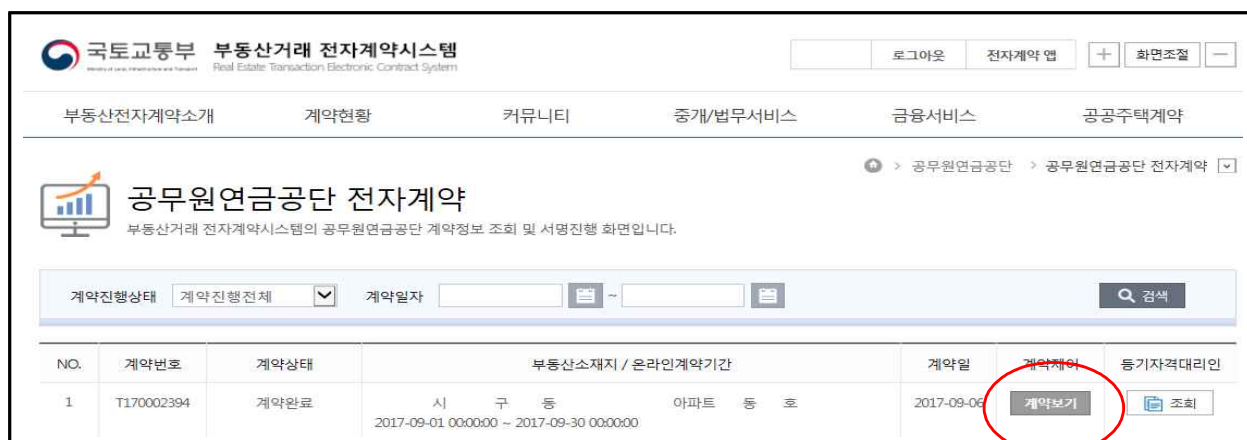 국토교통부 부동산거래 전자계약시스템
Real Estate Transaction Electronic Contract System
로그아웃 전자계약 앱 + 화면조절 —
부동산전자계약소개 계약현황 커뮤니티 중개/법무서비스 금융서비스 공공주택계약
> 공무원연금공단 > 공무원연금공단 전자계약
공무원연금공단 전자계약
부동산거래 전자계약시스템의 공무원연금공단 계약정보 조회 및 서명진행 화면입니다.
계약진행상태 계약진행전체 계약일자 ~ 검색
NO. 계약번호 계약상태 부동산소재지 / 온라인계약기간 계약일 계약제어 등기자격대리인
1 T170002394 계약완료 시 구 동 아파트 동 호 2017-09-06 계약보기 조회
2017-09-01 00:00:00 ~ 2017-09-30 00:00:00